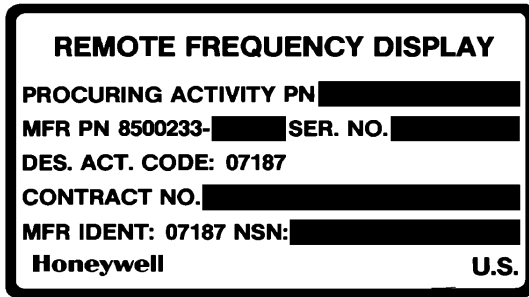 REMOTE FREQUENCY DISPLAY
PROCURING ACTIVITY PN
MFR PN 8500233- SER. NO.
DES. ACT. CODE: 07187
CONTRACT NO.
MFR IDENT: 07187 NSN:
Honeywell U.S.